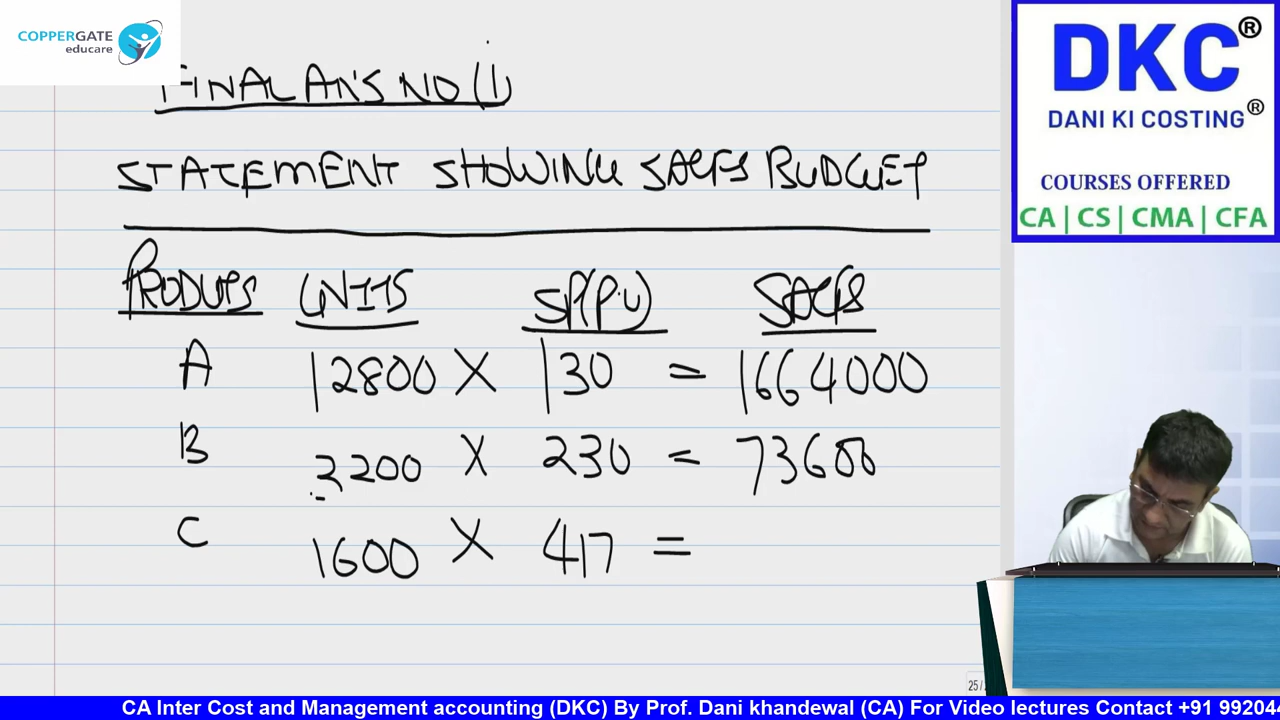 COPPERGATE
educare
FINAL ANS NO (1)
STATEMENT SHOWING SALES BUDGET
PRODUTS UNITS SP(P.U) SALES
A 12800 X 130 = 1664000
B 3200 X 230 = 73600
C 1600 X 417 =
DKC®
DANI KI COSTING®
COURSES OFFERED
CA | CS | CMA | CFA
25 /
CA Inter Cost and Management accounting (DKC) By Prof. Dani khandewal (CA) For Video lectures Contact +91 99204